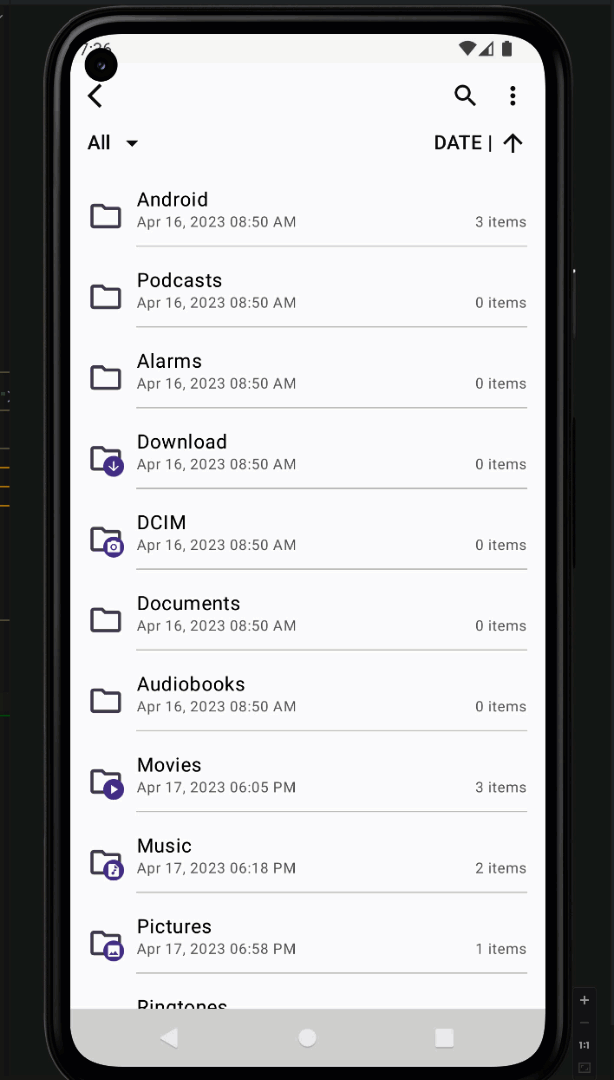 7:26
All
DATE |
Android
Apr 16, 2023 08:50 AM
3 items
Podcasts
Apr 16, 2023 08:50 AM
0 items
Alarms
Apr 16, 2023 08:50 AM
0 items
Download
Apr 16, 2023 08:50 AM
0 items
DCIM
Apr 16, 2023 08:50 AM
0 items
Documents
Apr 16, 2023 08:50 AM
0 items
Audiobooks
Apr 16, 2023 08:50 AM
0 items
Movies
Apr 17, 2023 06:05 PM
3 items
Music
Apr 17, 2023 06:18 PM
2 items
Pictures
Apr 17, 2023 06:58 PM
1 items
Ringtones
1:1